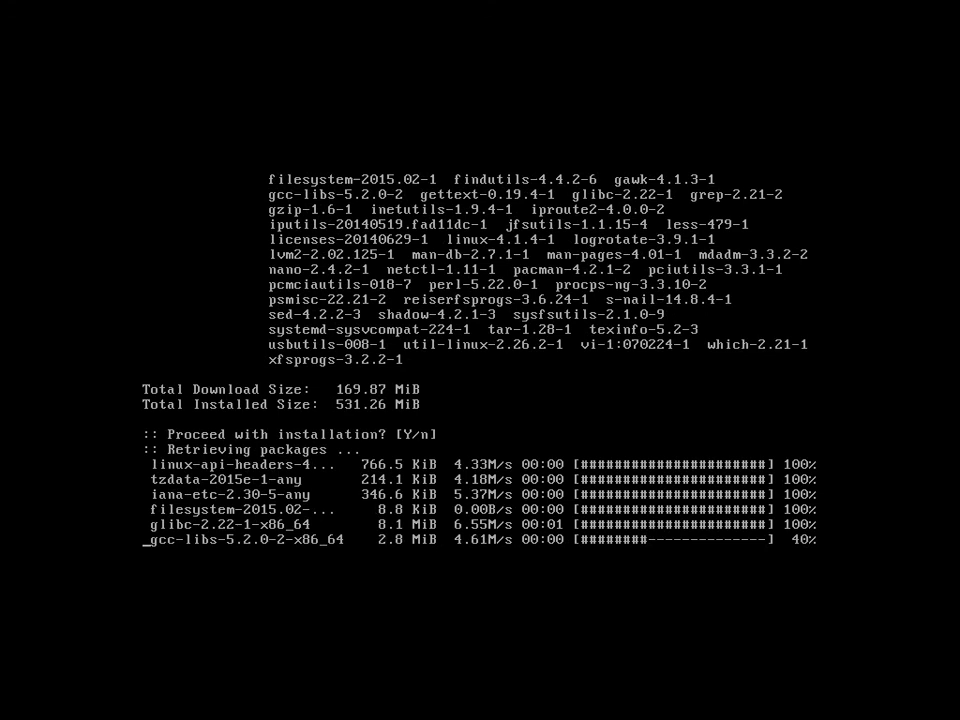 filesystem-2015.02-1  findutils-4.4.2-6  gawk-4.1.3-1
gcc-libs-5.2.0-2  gettext-0.19.4-1  glibc-2.22-1  grep-2.21-2
gzip-1.6-1  inetutils-1.9.4-1  iproute2-4.0.0-2
iputils-20140519.fad11dc-1  jfsutils-1.1.15-4  less-479-1
licenses-20140629-1  linux-4.1.4-1  logrotate-3.9.1-1
lvm2-2.02.125-1  man-db-2.7.1-1  man-pages-4.01-1  mdadm-3.3.2-2
nano-2.4.2-1  netctl-1.11-1  pacman-4.2.1-2  pciutils-3.3.1-1
pcmciautils-018-7  perl-5.22.0-1  procps-ng-3.3.10-2
psmisc-22.21-2  reiserfsprogs-3.6.24-1  s-nail-14.8.4-1
sed-4.2.2-3  shadow-4.2.1-3  sysfsutils-2.1.0-9
systemd-sysvcompat-224-1  tar-1.28-1  texinfo-5.2-3
usbutils-008-1  util-linux-2.26.2-1  vi-1:070224-1  which-2.21-1
xfsprogs-3.2.2-1
Total Download Size:   169.87 MiB
Total Installed Size:  531.26 MiB
:: Proceed with installation? [Y/n]
:: Retrieving packages ...
linux-api-headers-4...   766.5 KiB  4.33M/s 00:00 [######################] 100%
tzdata-2015e-1-any       214.1 KiB  4.18M/s 00:00 [######################] 100%
iana-etc-2.30-5-any      346.6 KiB  5.37M/s 00:00 [######################] 100%
filesystem-2015.02-...     8.8 KiB  0.00B/s 00:00 [######################] 100%
glibc-2.22-1-x86_64        8.1 MiB  6.55M/s 00:01 [######################] 100%
_gcc-libs-5.2.0-2-x86_64    2.8 MiB  4.61M/s 00:00 [########--------------]  40%